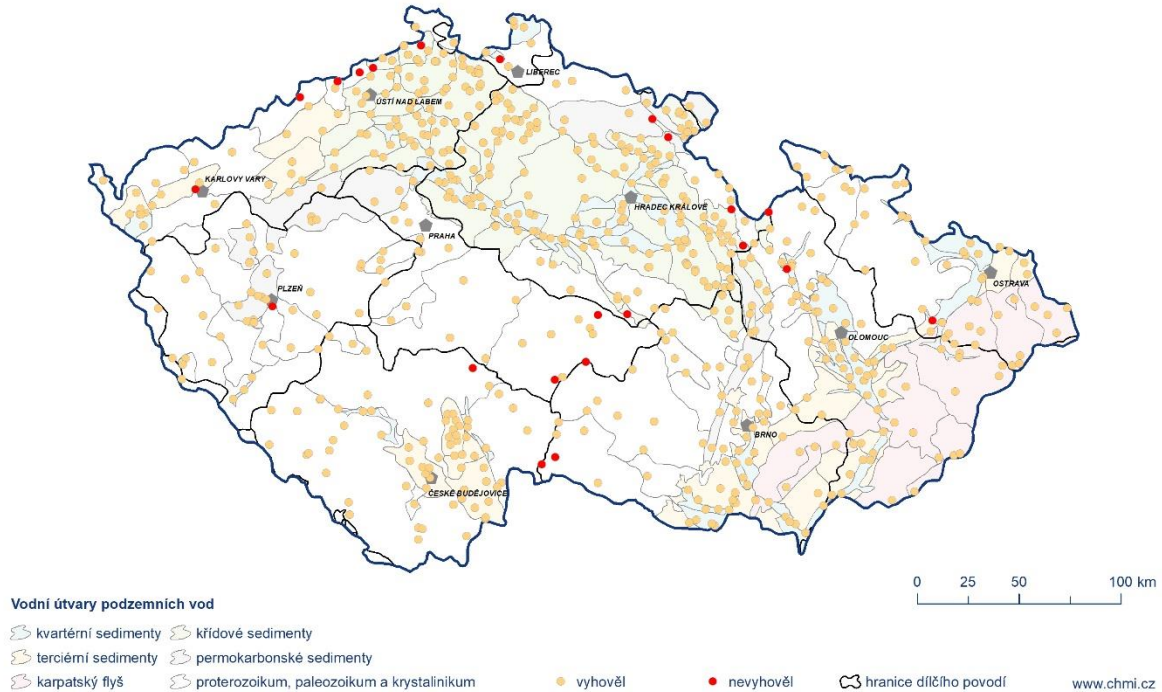 LIBEREC
ÚSTÍ NAD LABEM
KARLOVY VARY
HRADEC KRÁLOVÉ
PRAHA
PLZEŇ
OSTRAVA
OLOMOUC
BRNO
ČESKÉ BUDĚJOVICE
0 25 50 100 km
Vodní útvary podzemních vod
kvartérní sedimenty křídové sedimenty
terciérní sedimenty permokarbonské sedimenty
karpatský flyš proterozoikum, paleozoikum a krystalinikum vyhověl nevyhověl hranice dílčího povodí www.chmi.cz